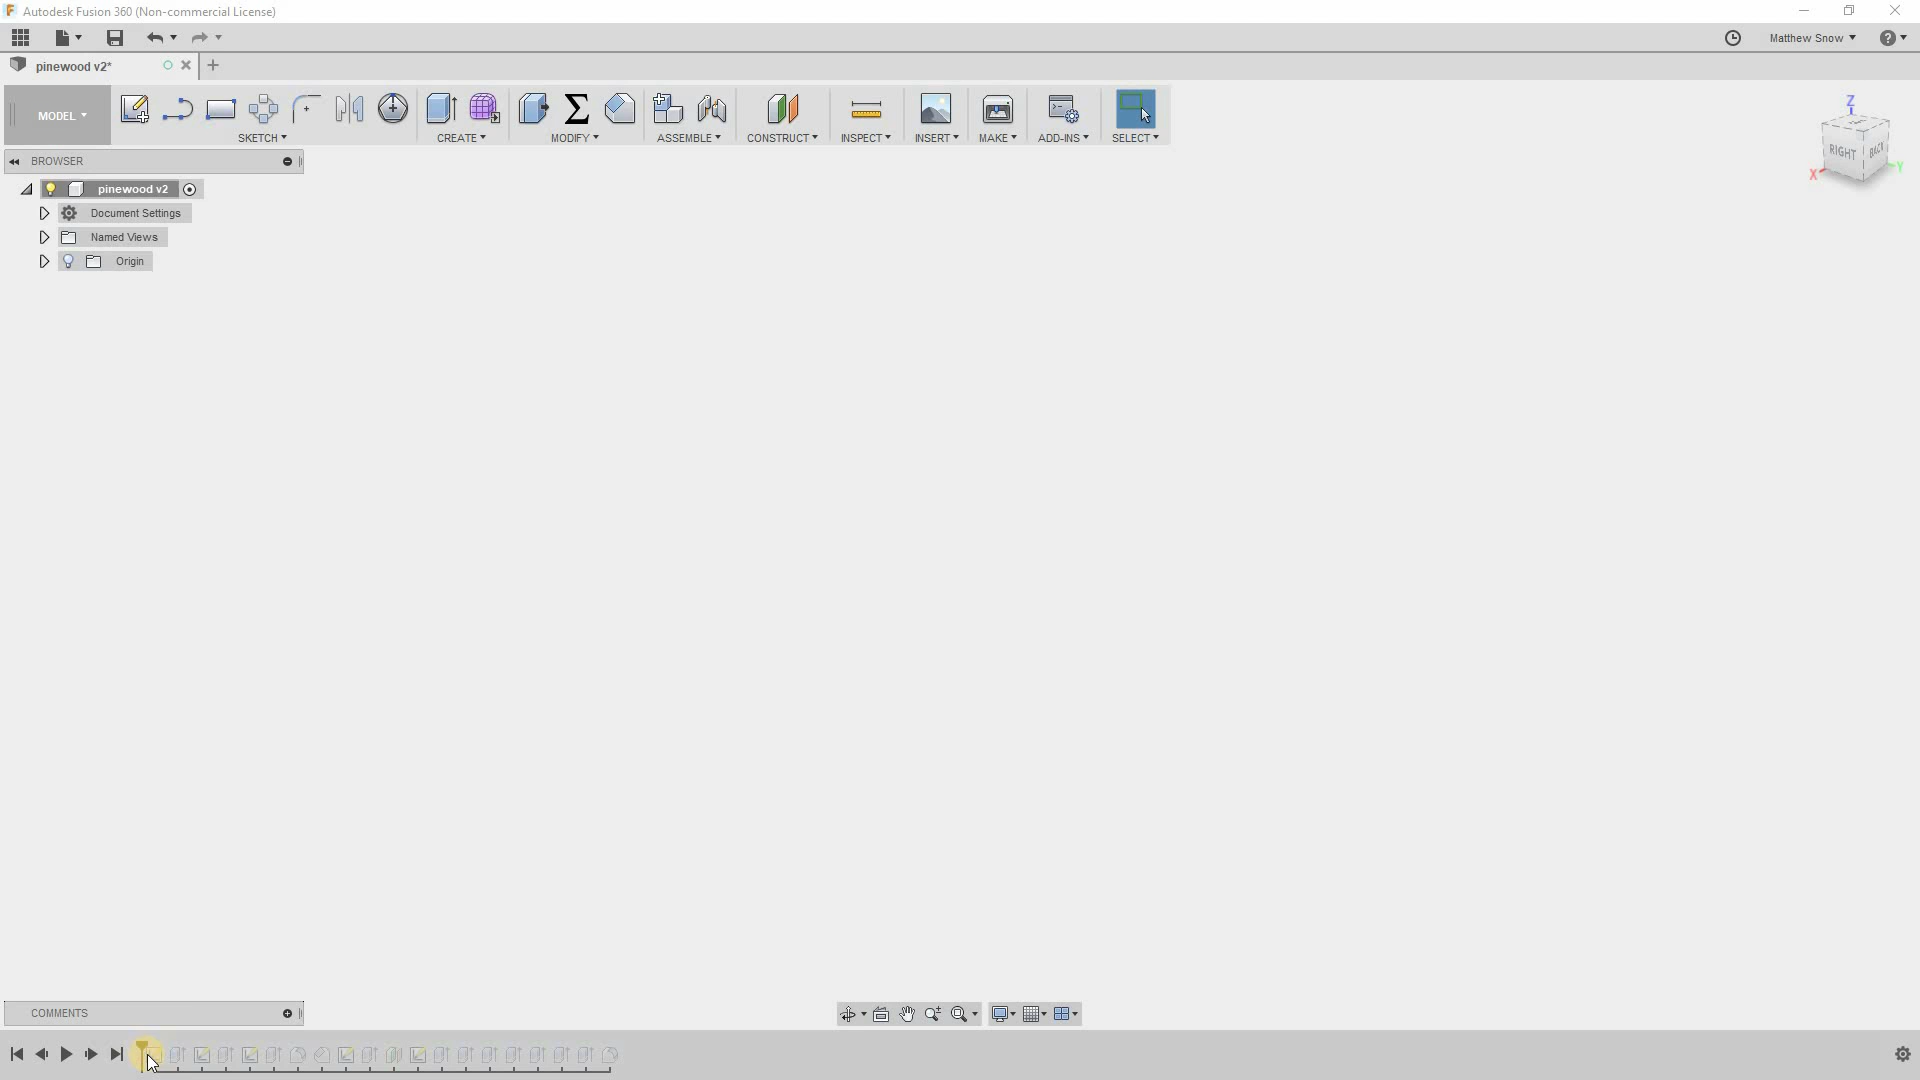 Autodesk Fusion 360 (Non-commercial License)
Matthew Snow
pinewood v2*
MODEL
SKETCH
CREATE
MODIFY
ASSEMBLE
CONSTRUCT
INSPECT
INSERT
MAKE
ADD-INS
SELECT
Z
RIGHT
BACK
X
Y
BROWSER
pinewood v2
Document Settings
Named Views
Origin
COMMENTS